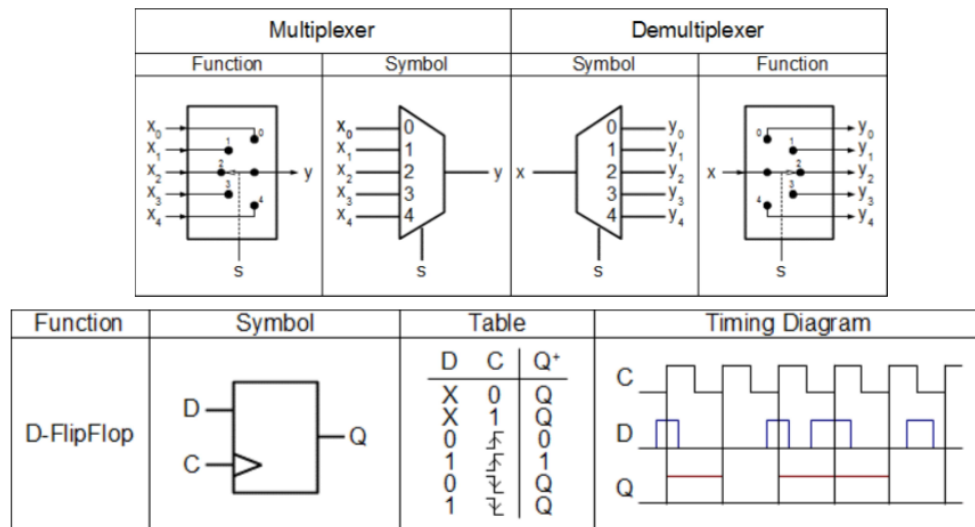 Multiplexer Demultiplexer
Function Symbol Symbol Function
x₀ 0 x₀ 0 0 y₀ 0 y₀
x₁ 1 x₁ 1 1 y₁ 1 y₁
x₂ 2 y x₂ 2 y x 2 y₂ x 2 y₂
x₃ 3 x₃ 3 3 y₃ 3 y₃
x₄ 4 x₄ 4 4 y₄ 4 y₄
s s s s
Function Symbol Table Timing Diagram
D-FlipFlop
D
C
Q
D C Q⁺
X 0 Q
X 1 Q
0 0
1 1
0 Q
1 Q
C
D
Q